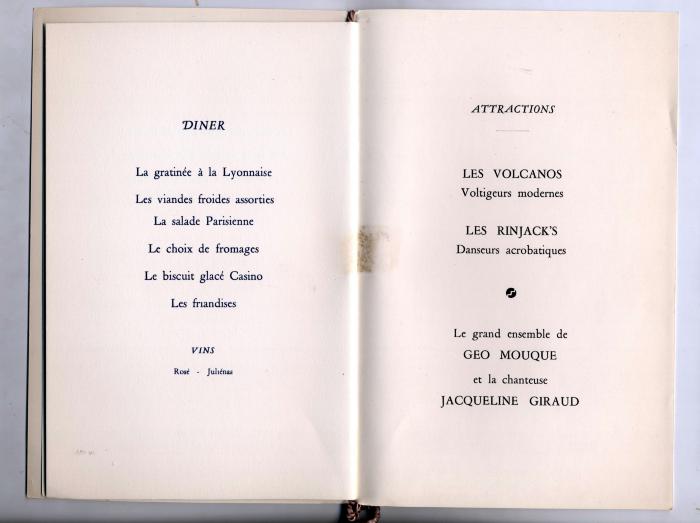 DINER
La gratinée à la Lyonnaise
Les viandes froides assorties
La salade Parisienne
Le choix de fromages
Le biscuit glacé Casino
Les friandises
VINS
Rosé - Juliénas
ATTRACTIONS
LES VOLCANOS
Voltigeurs modernes
LES RINJACK'S
Danseurs acrobatiques
Le grand ensemble de
GEO MOUQUE
et la chanteuse
JACQUELINE GIRAUD